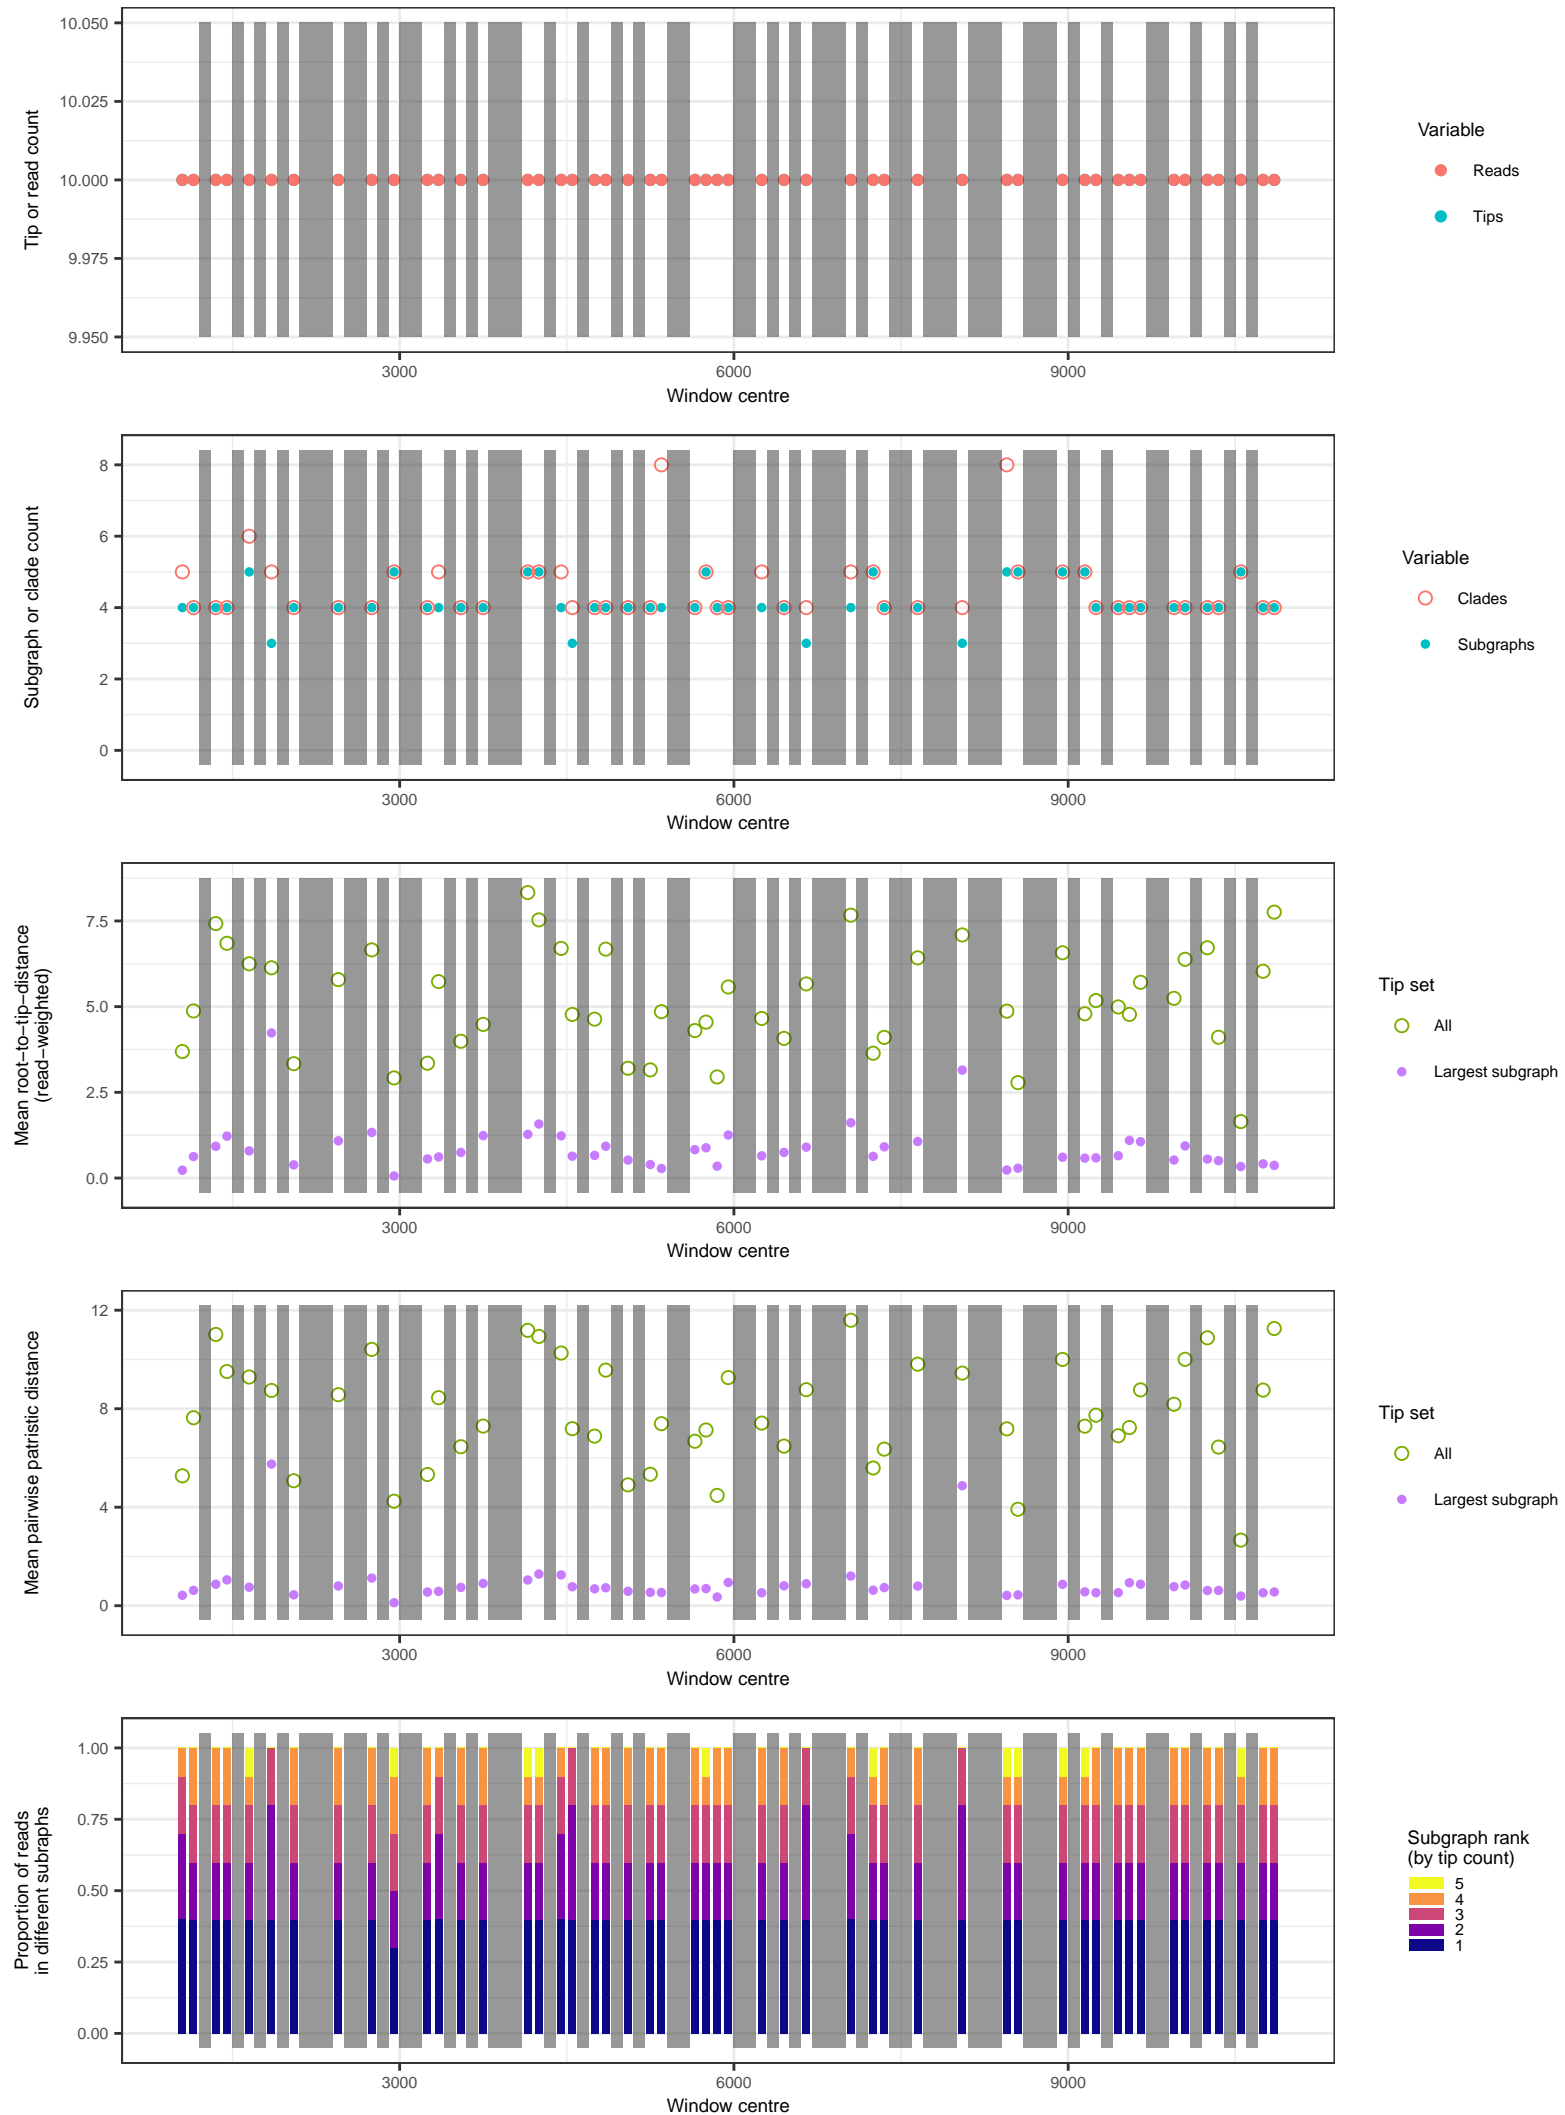 10.050
10.025
10.000
9.975
9.950
Tip or read count
3000
6000
9000
Window centre
Variable
Reads
Tips
8
6
4
2
0
Subgraph or clade count
3000
6000
9000
Window centre
Variable
Clades
Subgraphs
7.5
5.0
2.5
0.0
Mean root−to−tip−distance
(read−weighted)
3000
6000
9000
Window centre
Tip set
All
Largest subgraph
12
8
4
0
Mean pairwise patristic distance
3000
6000
9000
Window centre
Tip set
All
Largest subgraph
1.00
0.75
0.50
0.25
0.00
Proportion of reads
in different subraphs
3000
6000
9000
Window centre
Subgraph rank
(by tip count)
5
4
3
2
1